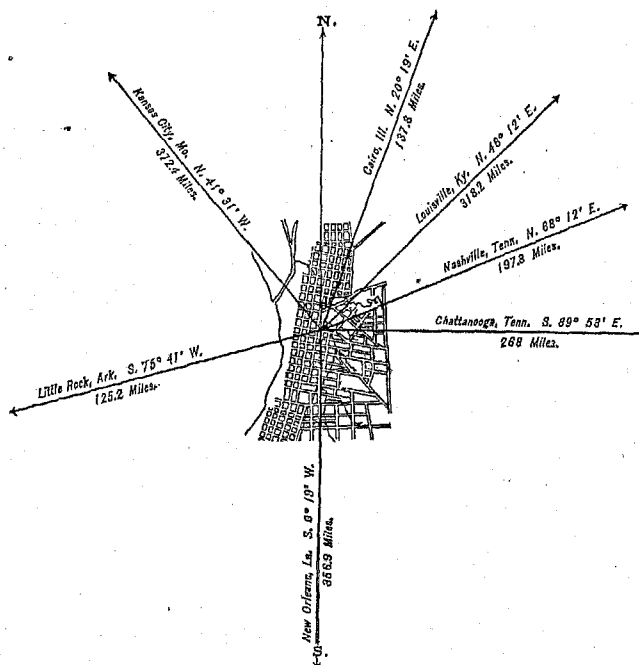 N.
Kansas City, Mo. N. 41° 31' W.
372.4 Miles.
Cairo, Ill. N. 20° 19' E.
137.8 Miles.
Louisville, Ky. N. 48° 12' E.
318.2 Miles.
Nashville, Tenn. N. 68° 12' E.
197.3 Miles.
Chattanooga, Tenn. S. 89° 53' E.
268 Miles.
Little Rock, Ark. S. 75° 41' W.
125.2 Miles.
New Orleans, La. S. 0° 19' W.
356.9 Miles.
S.